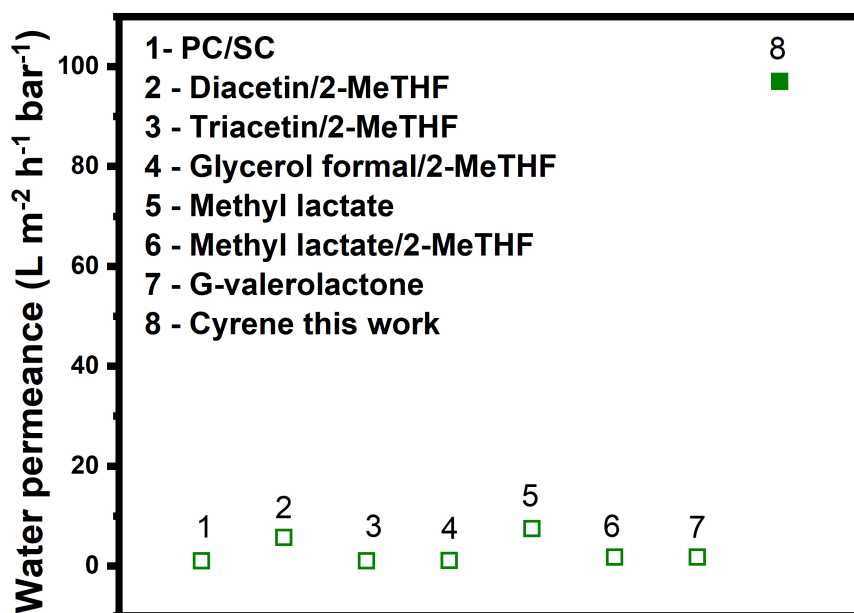 Water permeance (L m⁻² h⁻¹ bar⁻¹)
100
80
60
40
20
0
1- PC/SC
2 - Diacetin/2-MeTHF
3 - Triacetin/2-MeTHF
4 - Glycerol formal/2-MeTHF
5 - Methyl lactate
6 - Methyl lactate/2-MeTHF
7 - G-valerolactone
8 - Cyrene this work
1
2
3
4
5
6
7
8